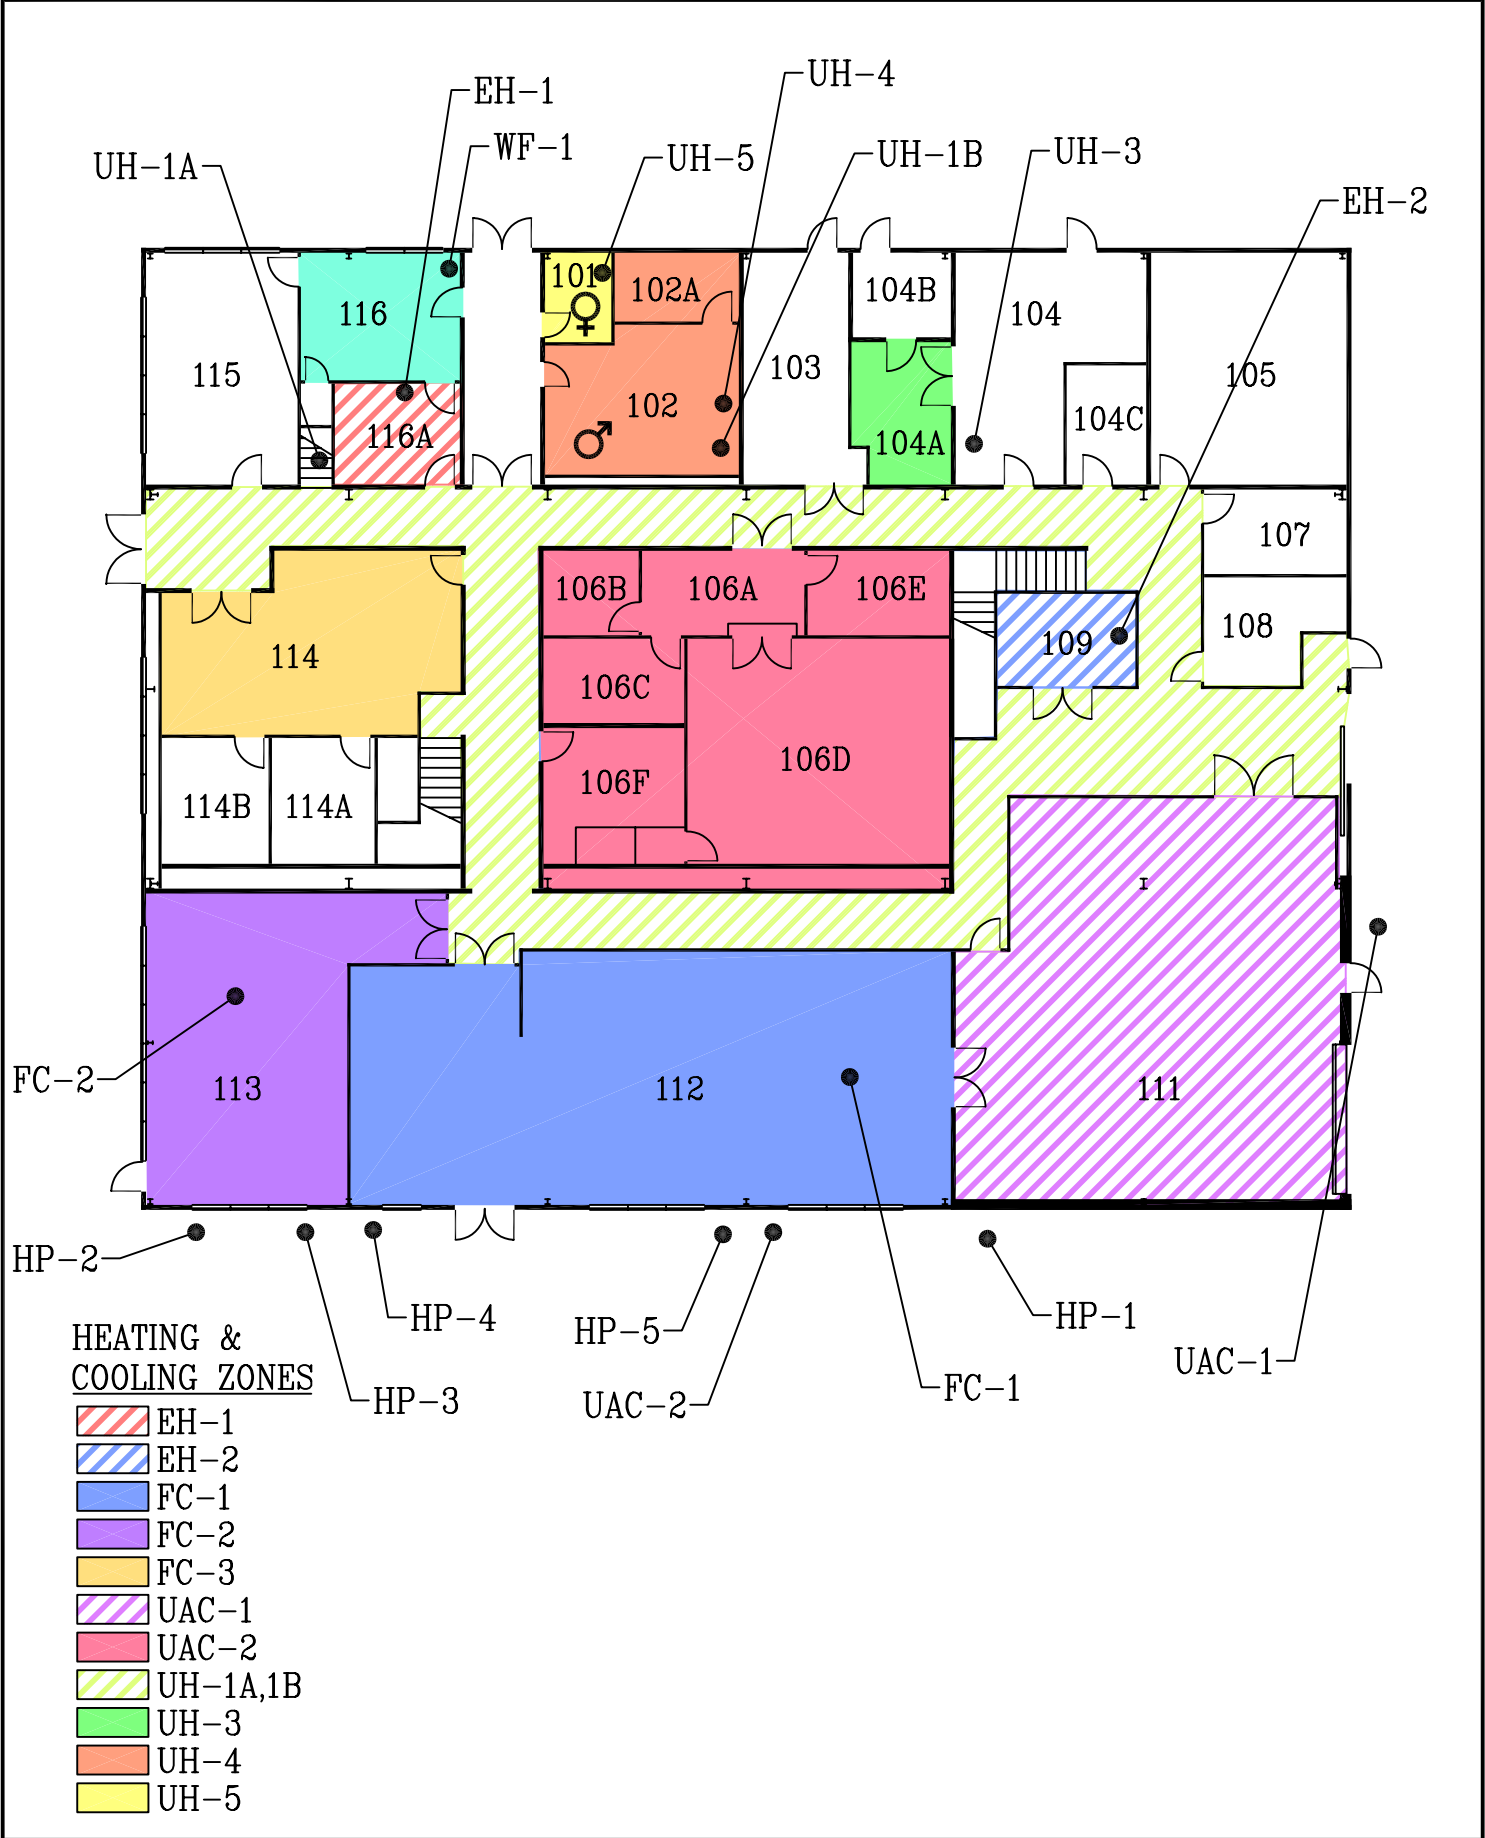 UH-4
EH-1
WF-1
UH-5
UH-1B
UH-3
UH-1A
EH-2
101
102A
104B
116
104
103
115
105
102
104C
116A
104A
107
106B
106A
106E
108
109
114
106C
106D
106F
114B
114A
FC-2
113
112
111
HP-2
HP-4
HP-5
HP-1
UAC-1
HP-3
UAC-2
FC-1
HEATING &
COOLING ZONES
EH-1
EH-2
FC-1
FC-2
FC-3
UAC-1
UAC-2
UH-1A,1B
UH-3
UH-4
UH-5